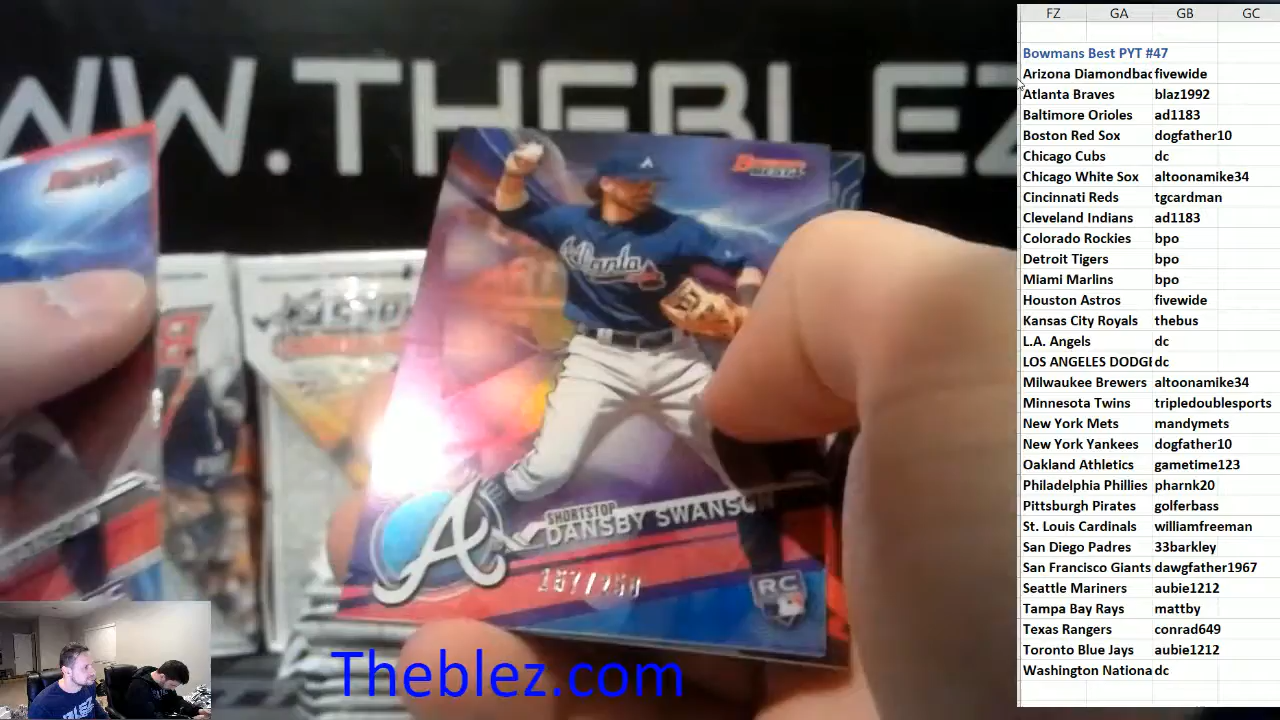 WWW.THEBLEZ
Atlanta
SHORTSTOP
DANSBY SWANSON
A
RC
Theblez.com
FZ GA GB GC
Bowmans Best PYT #47
Arizona Diamondbac fivewide
Atlanta Braves blaz1992
Baltimore Orioles ad1183
Boston Red Sox dogfather10
Chicago Cubs dc
Chicago White Sox altoonamike34
Cincinnati Reds tgcardman
Cleveland Indians ad1183
Colorado Rockies bpo
Detroit Tigers bpo
Miami Marlins bpo
Houston Astros fivewide
Kansas City Royals thebus
L.A. Angels dc
LOS ANGELES DODGE dc
Milwaukee Brewers altoonamike34
Minnesota Twins tripledoublesports
New York Mets mandymets
New York Yankees dogfather10
Oakland Athletics gametime123
Philadelphia Phillies pharnk20
Pittsburgh Pirates golferbass
St. Louis Cardinals williamfreeman
San Diego Padres 33barkley
San Francisco Giants dawgfather1967
Seattle Mariners aubie1212
Tampa Bay Rays mattby
Texas Rangers conrad649
Toronto Blue Jays aubie1212
Washington Nationa dc